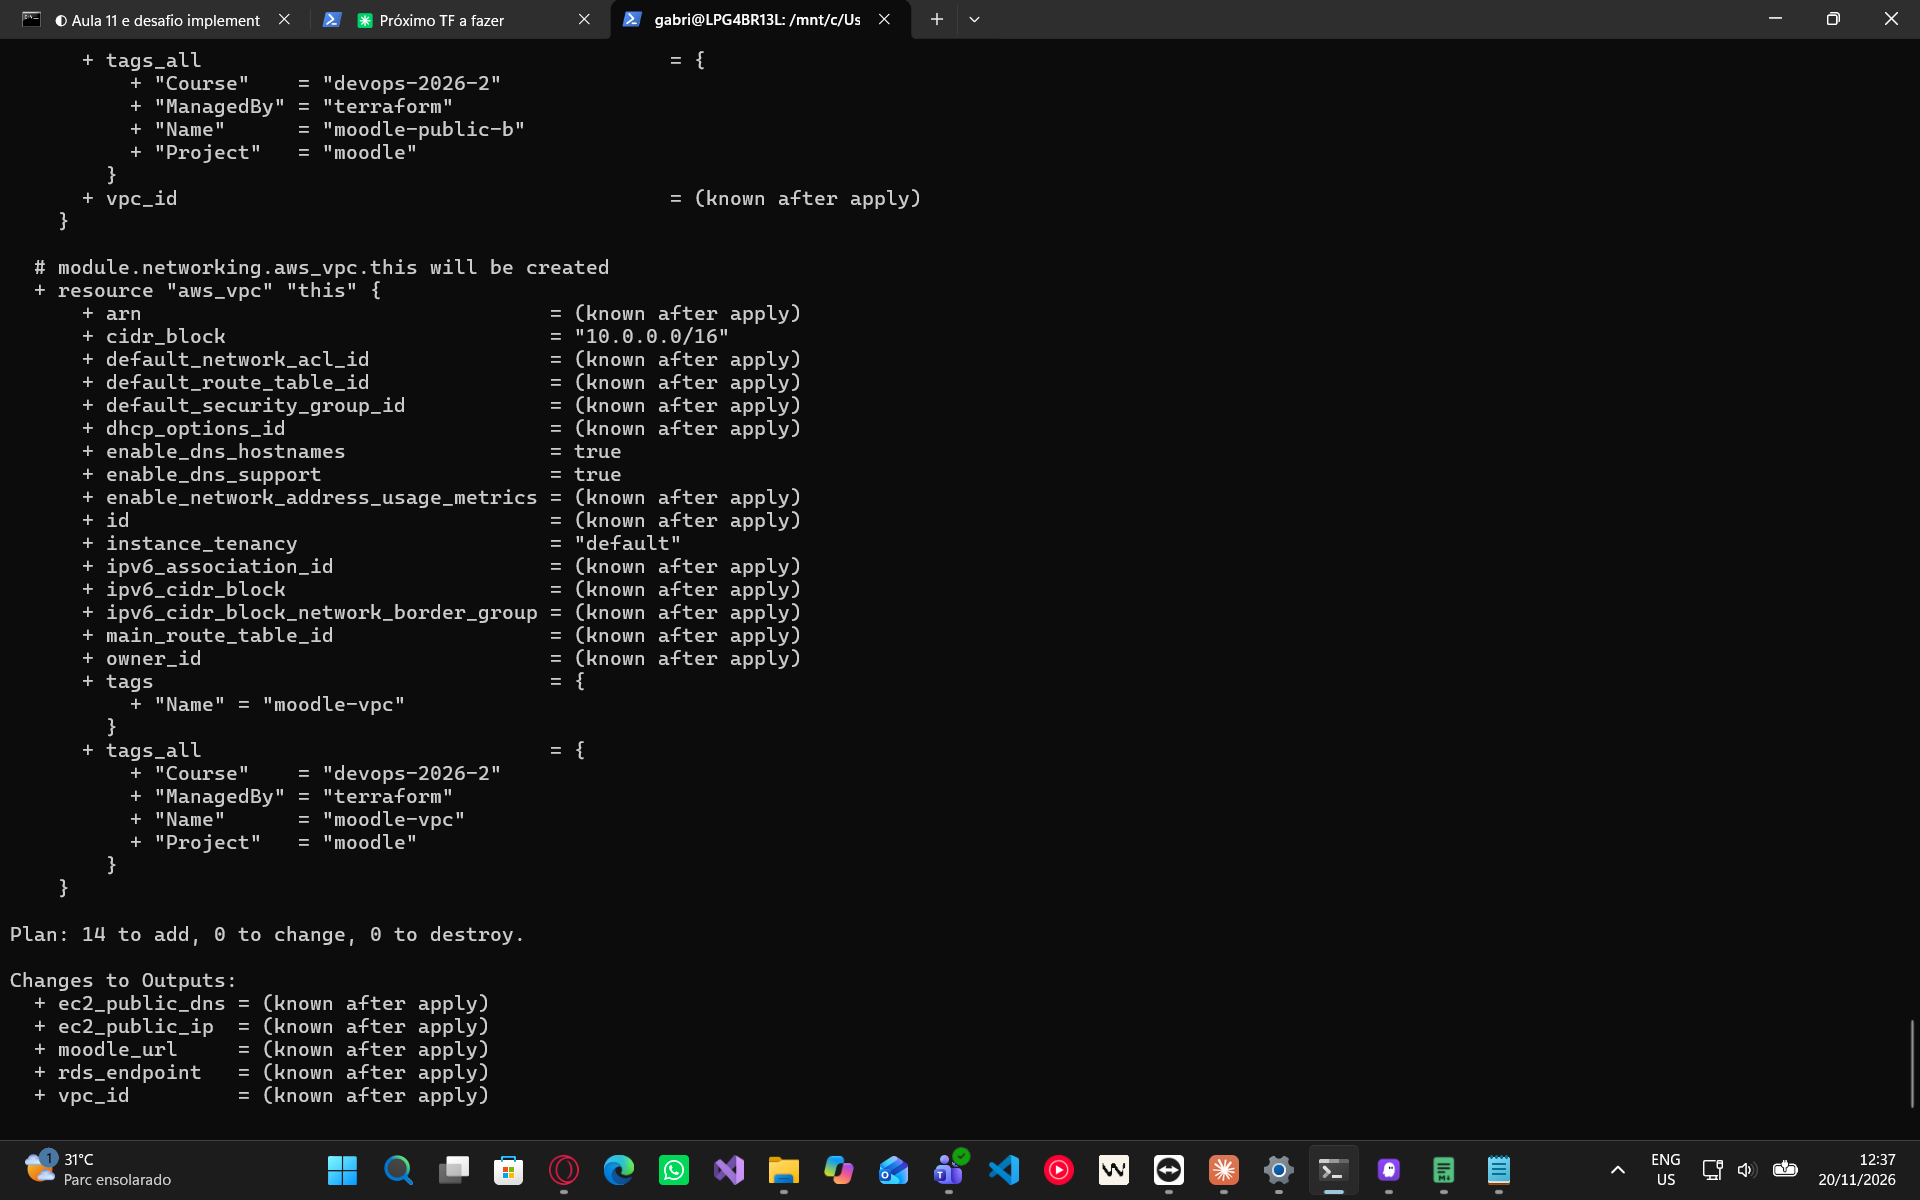 Aula 11 e desafio implement
Próximo TF a fazer
gabri@LPG4BR13L: /mnt/c/Us
+ tags_all = {
+ "Course" = "devops-2026-2"
+ "ManagedBy" = "terraform"
+ "Name" = "moodle-public-b"
+ "Project" = "moodle"
}
+ vpc_id = (known after apply)
}
# module.networking.aws_vpc.this will be created
+ resource "aws_vpc" "this" {
+ arn = (known after apply)
+ cidr_block = "10.0.0.0/16"
+ default_network_acl_id = (known after apply)
+ default_route_table_id = (known after apply)
+ default_security_group_id = (known after apply)
+ dhcp_options_id = (known after apply)
+ enable_dns_hostnames = true
+ enable_dns_support = true
+ enable_network_address_usage_metrics = (known after apply)
+ id = (known after apply)
+ instance_tenancy = "default"
+ ipv6_association_id = (known after apply)
+ ipv6_cidr_block = (known after apply)
+ ipv6_cidr_block_network_border_group = (known after apply)
+ main_route_table_id = (known after apply)
+ owner_id = (known after apply)
+ tags = {
+ "Name" = "moodle-vpc"
}
+ tags_all = {
+ "Course" = "devops-2026-2"
+ "ManagedBy" = "terraform"
+ "Name" = "moodle-vpc"
+ "Project" = "moodle"
}
}
Plan: 14 to add, 0 to change, 0 to destroy.
Changes to Outputs:
+ ec2_public_dns = (known after apply)
+ ec2_public_ip = (known after apply)
+ moodle_url = (known after apply)
+ rds_endpoint = (known after apply)
+ vpc_id = (known after apply)
1
31°C
Parc ensolarado
ENG
US
12:37
20/11/2026